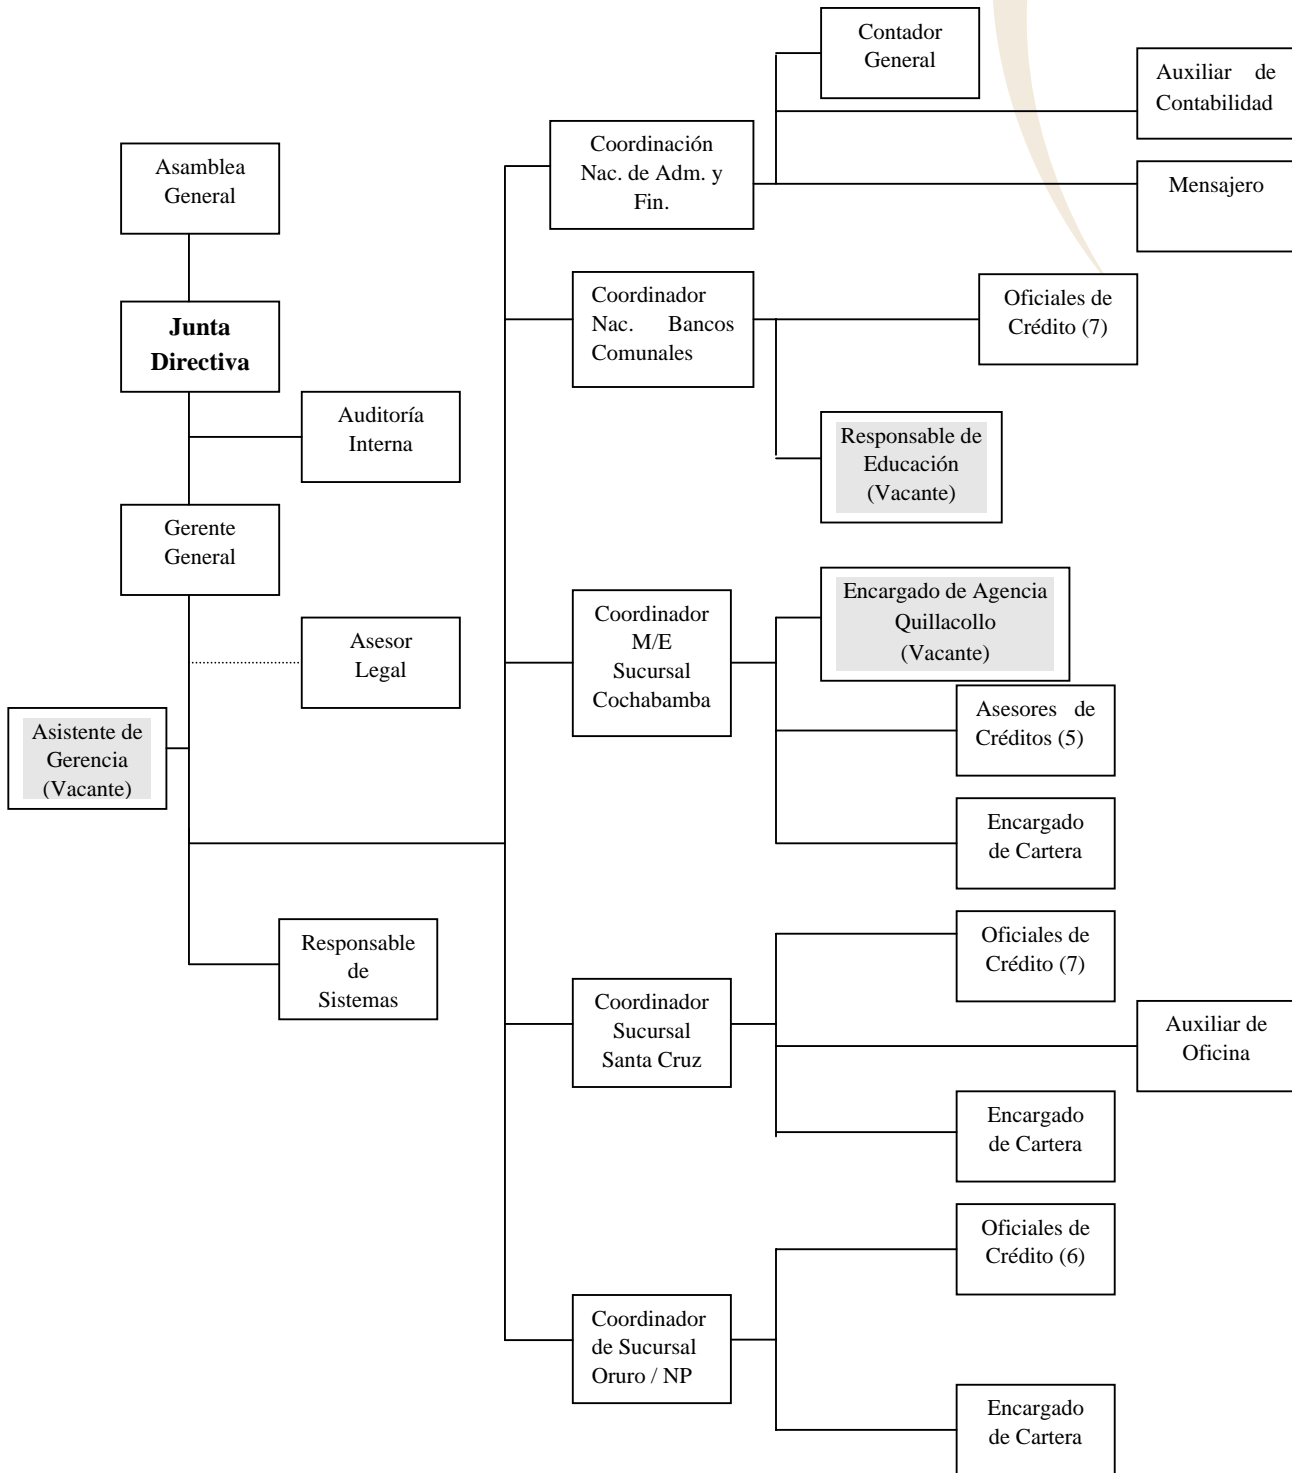 Contador
General
Auxiliar de
Contabilidad
Asamblea
General
Coordinación
Nac. de Adm. y
Fin.
Mensajero
Junta
Directiva
Coordinador
Nac. Bancos
Comunales
Oficiales de
Crédito (7)
Auditoría
Interna
Responsable de
Educación
(Vacante)
Gerente
General
Encargado de Agencia
Quillacollo
(Vacante)
Coordinador
M/E
Sucursal
Cochabamba
Asesor
Legal
Asesores de
Créditos (5)
Asistente de
Gerencia
(Vacante)
Encargado
de Cartera
Responsable
de
Sistemas
Oficiales de
Crédito (7)
Coordinador
Sucursal
Santa Cruz
Auxiliar de
Oficina
Encargado
de Cartera
Oficiales de
Crédito (6)
Coordinador
de Sucursal
Oruro / NP
Encargado
de Cartera